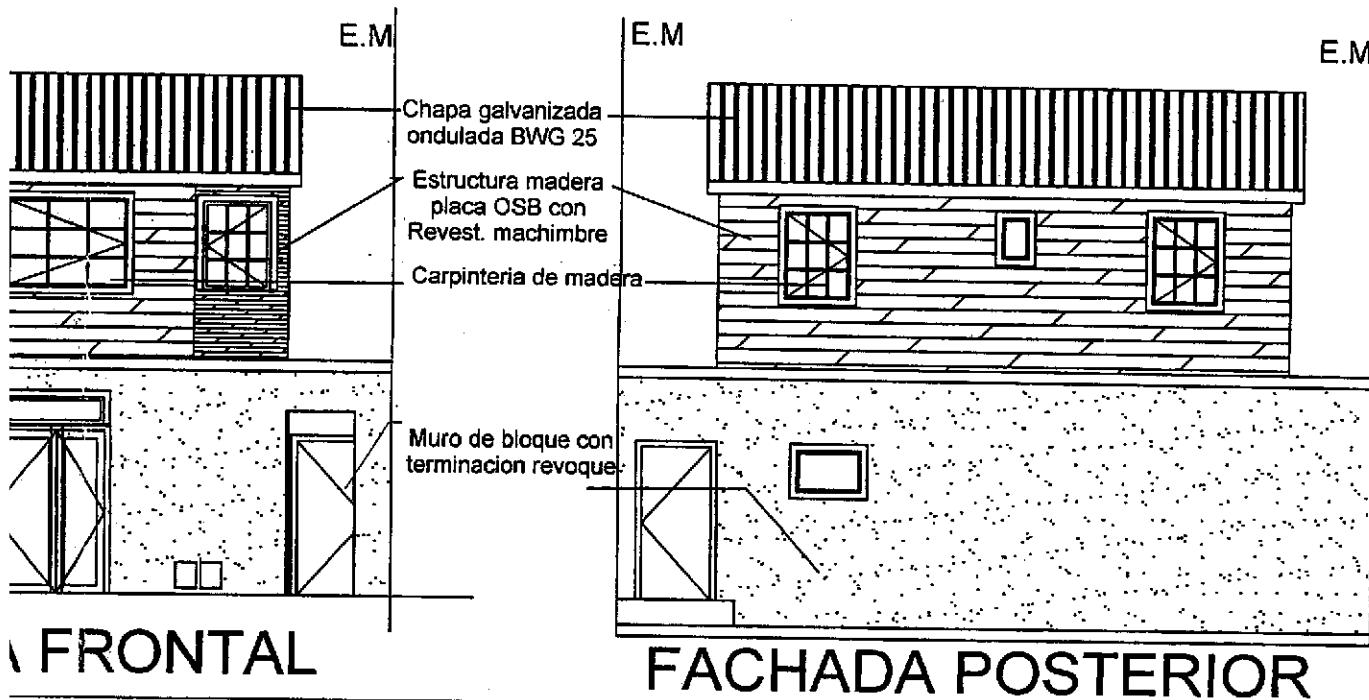 E.M
E.M
E.M
Chapa galvanizada
ondulada BWG 25
Estructura madera
placa OSB con
Revest. machimbre
Carpinteria de madera
Muro de bloque con
terminacion revoque
FRONTAL
FACHADA POSTERIOR